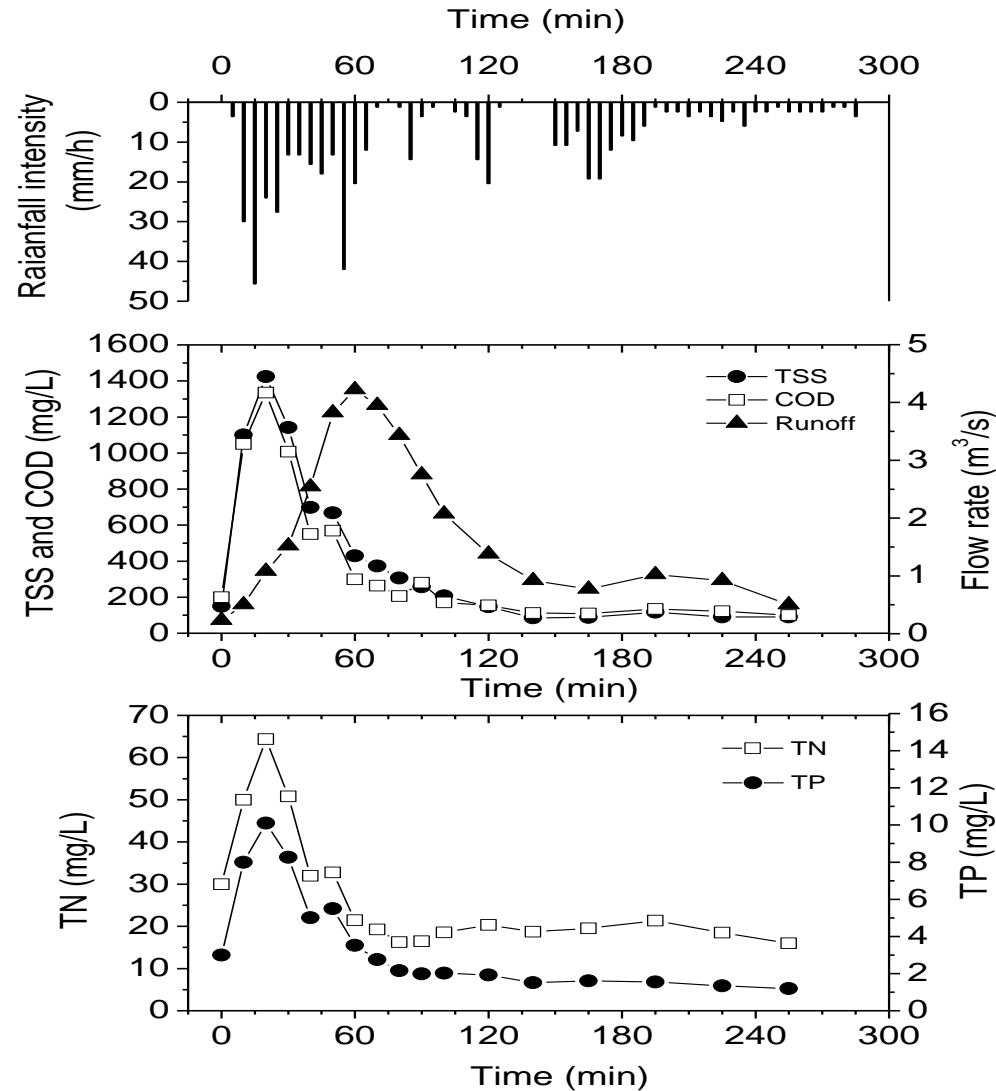 Time (min)
0 60 120 180 240 300
0
10
20
30
40
50
Raianfall intensity
(mm/h)
1600
1400
1200
1000
800
600
400
200
0
TSS and COD (mg/L)
TSS
COD
Runoff
5
4
3
2
1
0
Flow rate (m³/s)
0 60 120 180 240 300
Time (min)
70
60
50
40
30
20
10
0
TN (mg/L)
TN
TP
16
14
12
10
8
6
4
2
0
TP (mg/L)
0 60 120 180 240 300
Time (min)